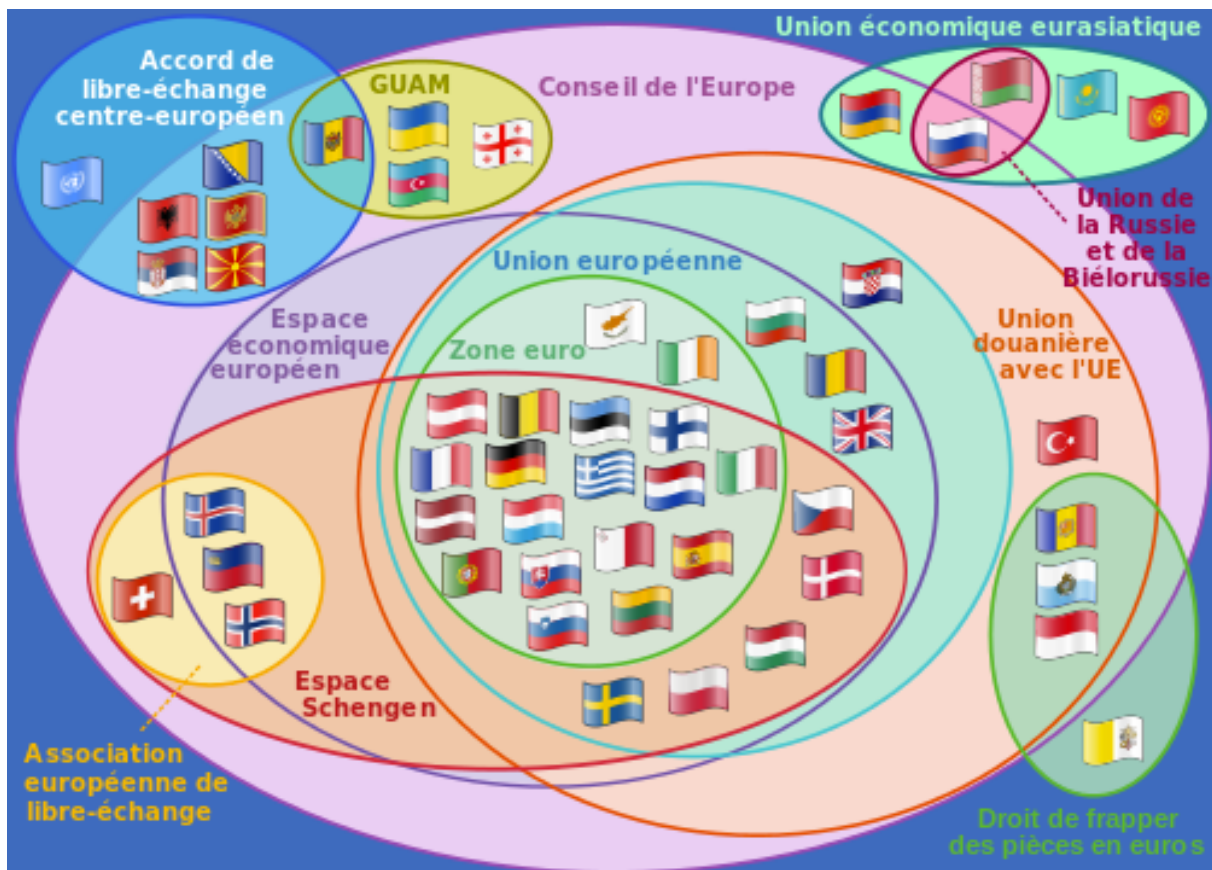 Union économique eurasiatique
Accord de
libre-échange
centre-européen
GUAM
Conseil de l'Europe
Union de
la Russie
et de la
Biélorussie
Union européenne
Espace
économique
européen
Zone euro
Union
douanière
avec l'UE
Espace
Schengen
Association
européenne de
libre-échange
Droit de frapper
des pièces en euros